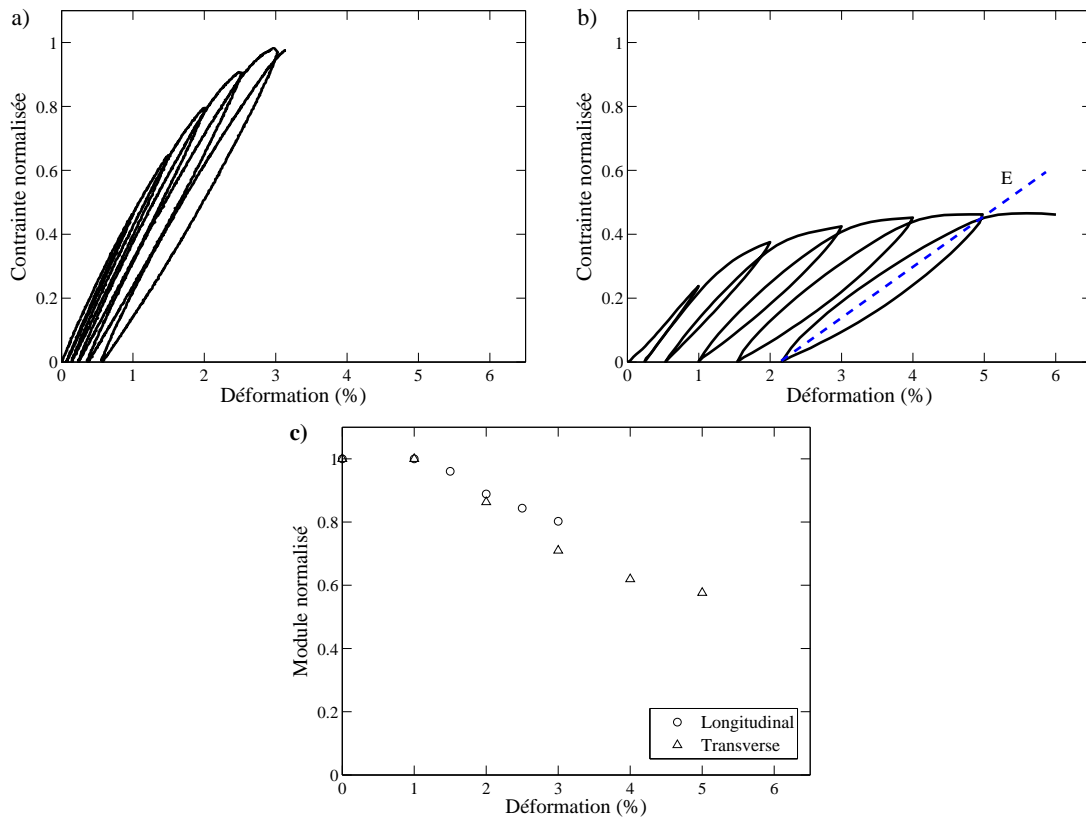 a)
Contrainte normalisée
1
0.8
0.6
0.4
0.2
0
0 1 2 3 4 5 6
Déformation (%)
b)
Contrainte normalisée
1
0.8
0.6
0.4
0.2
0
E
0 1 2 3 4 5 6
Déformation (%)
c)
Module normalisé
1
0.8
0.6
0.4
0.2
0
Longitudinal
Transverse
0 1 2 3 4 5 6
Déformation (%)